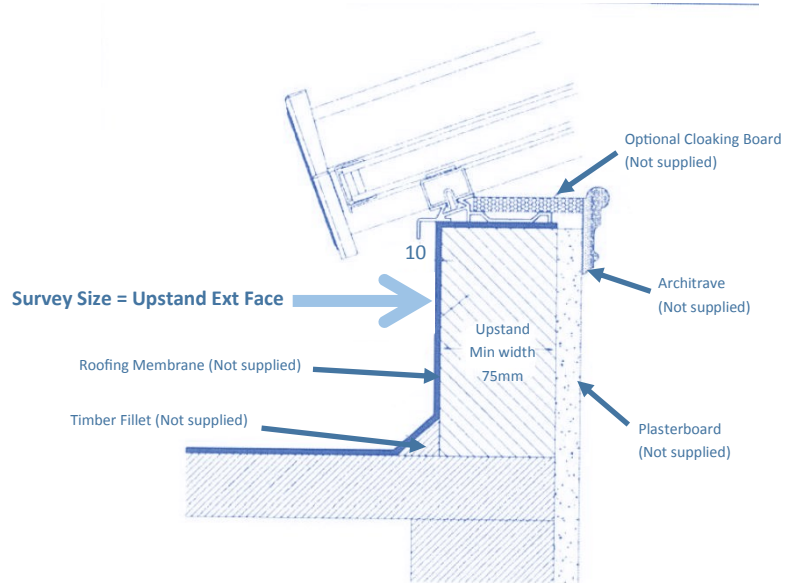 Optional Cloaking Board
(Not supplied)
10
Survey Size = Upstand Ext Face
Architrave
(Not supplied)
Upstand
Min width
75mm
Roofing Membrane (Not supplied)
Timber Fillet (Not supplied)
Plasterboard
(Not supplied)